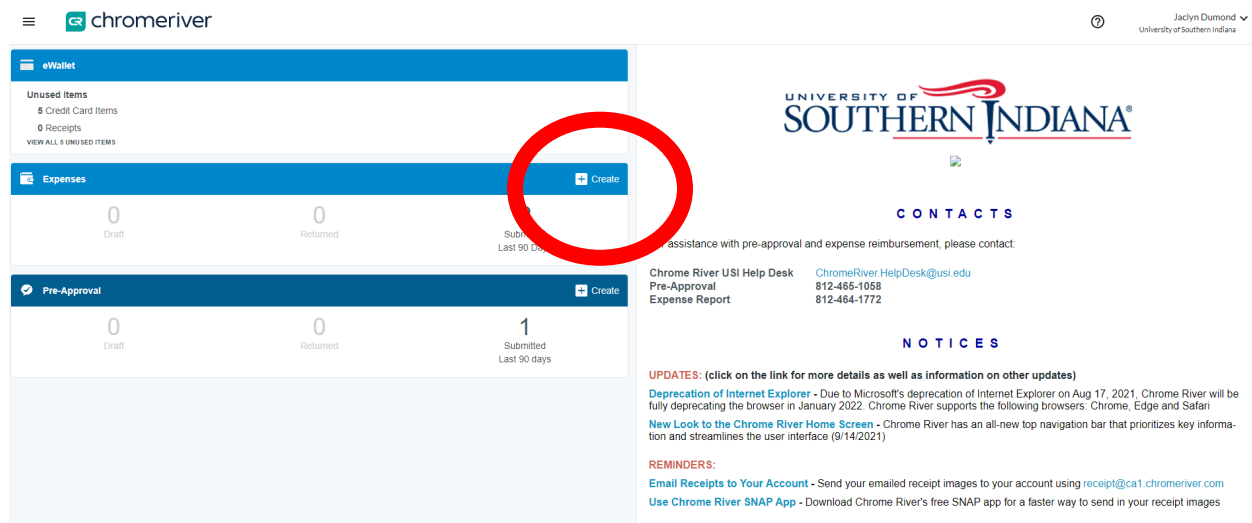 chromeriver
Jaclyn Dumond
University of Southern Indiana
eWallet
Unused Items
5 Credit Card Items
0 Receipts
VIEW ALL 5 UNUSED ITEMS
Expenses
Create
0
Draft
0
Returned
Last 90
Pre-Approval
Create
0
Draft
0
Returned
1
Submitted
Last 90 days
UNIVERSITY OF
SOUTHERN INDIANA®
CONTACTS
assistance with pre-approval and expense reimbursement, please contact:
Chrome River USI Help Desk ChromeRiver.HelpDesk@usi.edu
Pre-Approval 812-465-1058
Expense Report 812-464-1772
NOTICES
UPDATES: (click on the link for more details as well as information on other updates)
Deprecation of Internet Explorer - Due to Microsoft's deprecation of Internet Explorer on Aug 17, 2021, Chrome River will be
fully deprecating the browser in January 2022. Chrome River supports the following browsers: Chrome, Edge and Safari
New Look to the Chrome River Home Screen - Chrome River has an all-new top navigation bar that prioritizes key informa-
tion and streamlines the user interface (9/14/2021)
REMINDERS:
Email Receipts to Your Account - Send your emailed receipt images to your account using receipt@ca1.chromeriver.com
Use Chrome River SNAP App - Download Chrome River's free SNAP app for a faster way to send in your receipt images